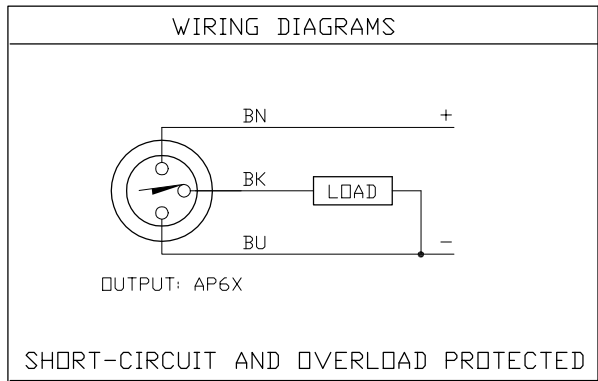 WIRING DIAGRAMS
BN +
BK
LOAD
BU −
OUTPUT: AP6X
SHORT-CIRCUIT AND OVERLOAD PROTECTED